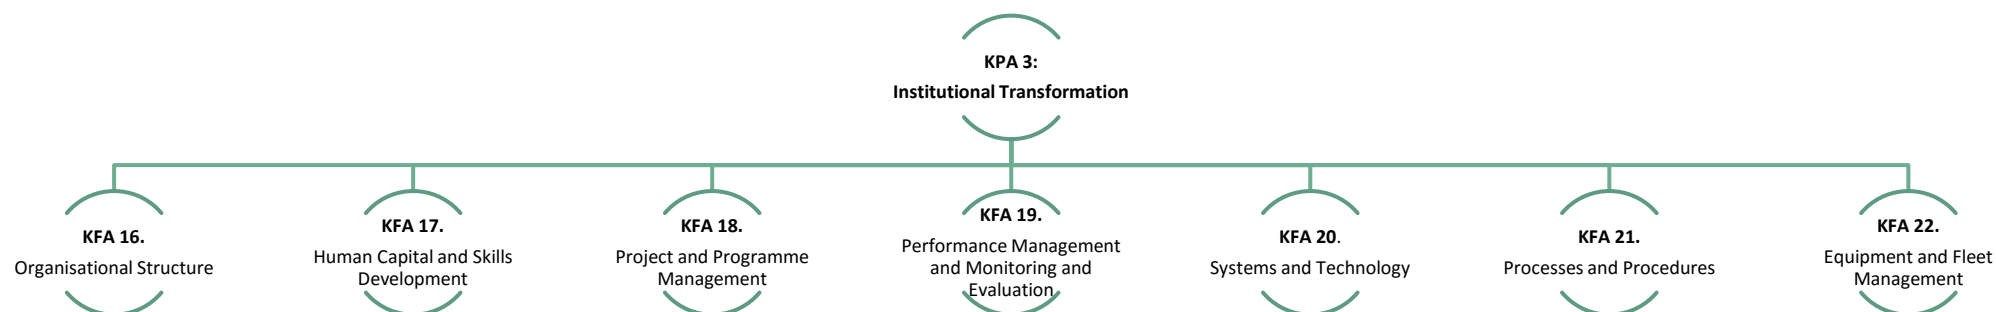 KPA 3:
Institutional Transformation
KFA 16.
Organisational Structure
KFA 17.
Human Capital and Skills
Development
KFA 18.
Project and Programme
Management
KFA 19.
Performance Management
and Monitoring and
Evaluation
KFA 20.
Systems and Technology
KFA 21.
Processes and Procedures
KFA 22.
Equipment and Fleet
Management